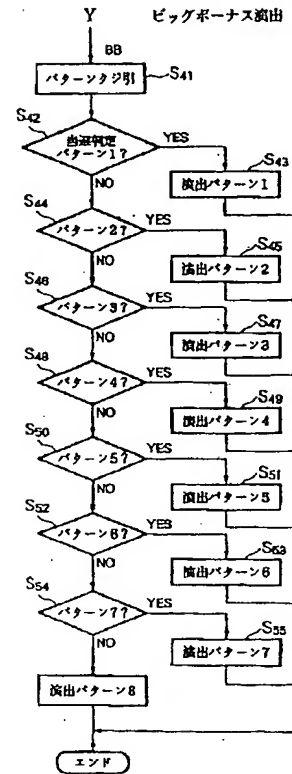 Y ビッグボーナス演出
BB
パターンクジ引 S41
S42
当選判定
パターン1? YES
S43
演出パターン1
NO
S44
パターン2? YES
S45
演出パターン2
NO
S46
パターン3? YES
S47
演出パターン3
NO
S48
パターン4? YES
S49
演出パターン4
NO
S50
パターン5? YES
S51
演出パターン5
NO
S52
パターン6? YES
S53
演出パターン6
NO
S54
パターン7? YES
S55
演出パターン7
NO
演出パターン8
エンド